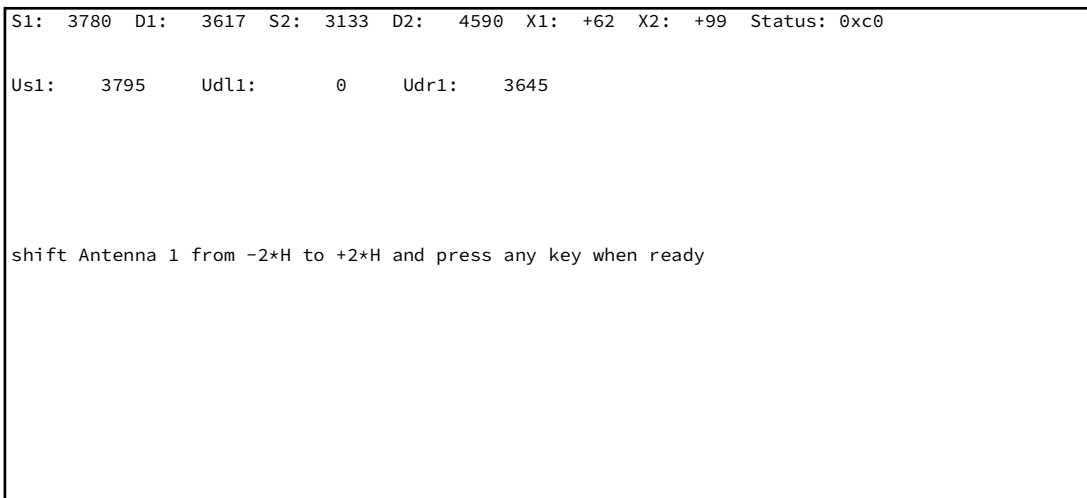 S1: 3780 D1: 3617 S2: 3133 D2: 4590 X1: +62 X2: +99 Status: 0xc0
Us1: 3795 Udl1: 0 Udr1: 3645
shift Antenna 1 from -2*H to +2*H and press any key when ready